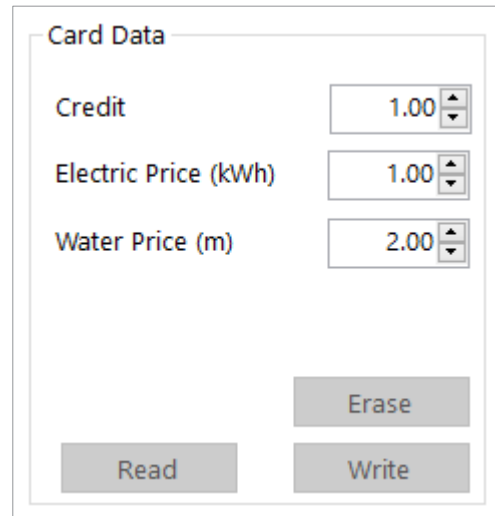 Card Data
Credit 1.00
Electric Price (kWh) 1.00
Water Price (m) 2.00
Erase
Read Write